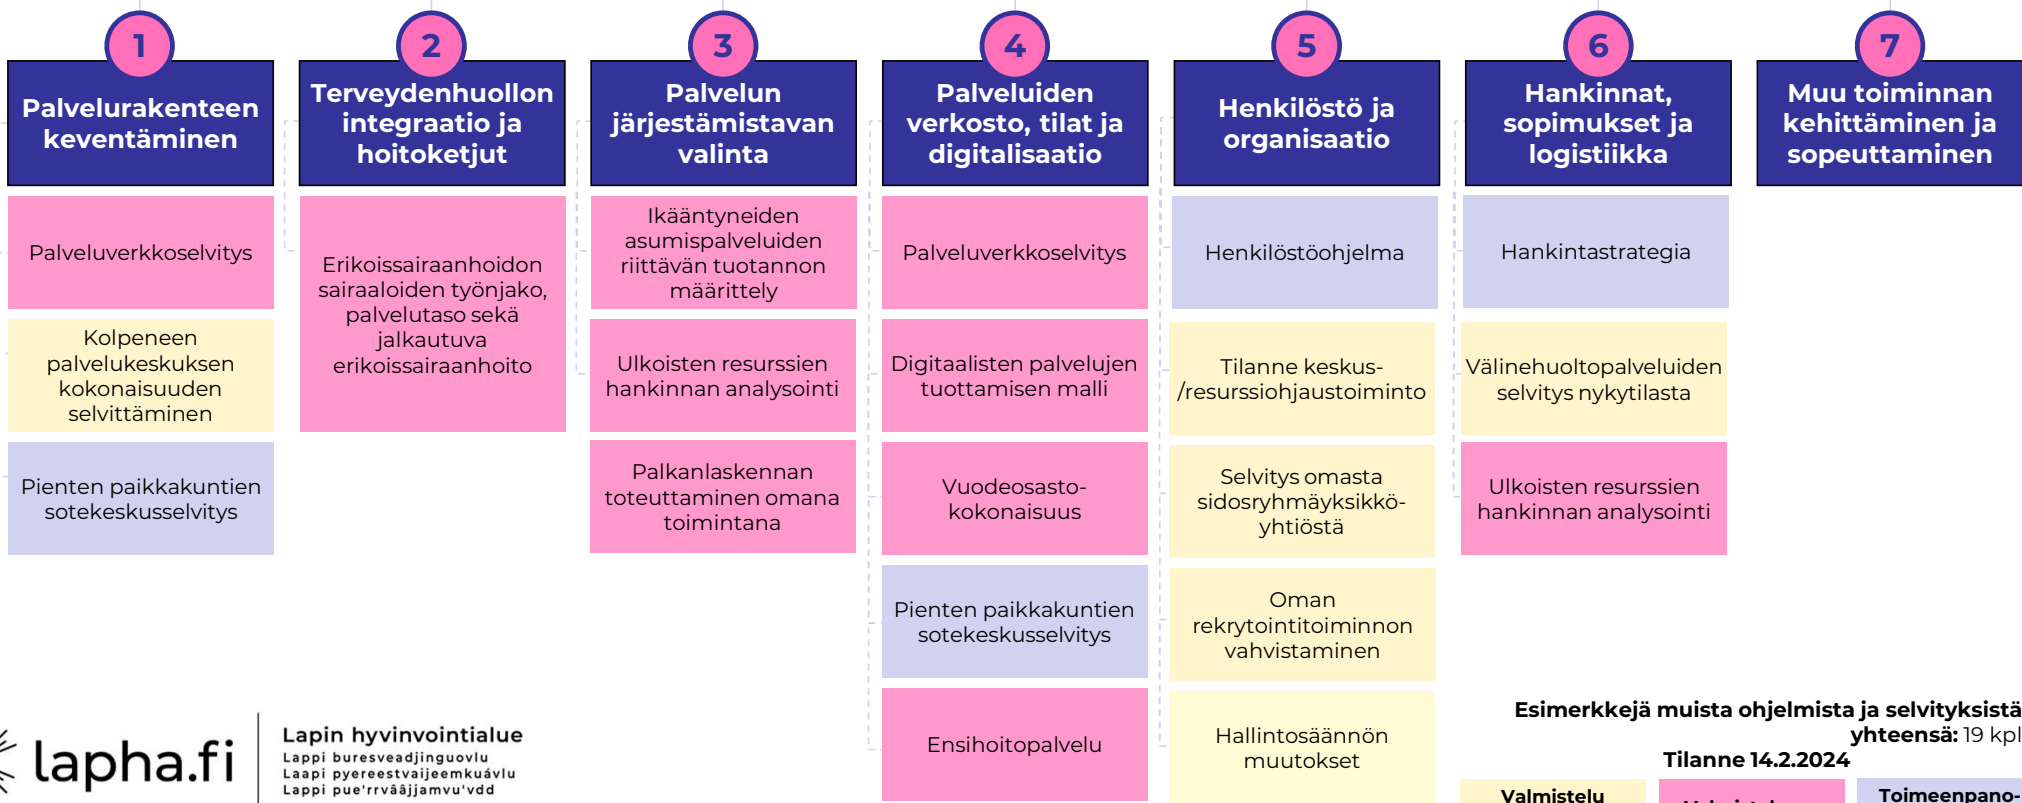 1
Palvelurakenteen
keventäminen
Palveluverkkoselvitys
Kolpeneen
palvelukeskuksen
kokonaisuuden
selvittäminen
Pienten paikkakuntien
sotekeskusselvitys
2
Terveydenhuollon
integraatio ja
hoitoketjut
Erikoissairaanhoidon
sairaaloiden työnjako,
palvelutaso sekä
jalkautuva
erikoissairaanhoito
3
Palvelun
järjestämistavan
valinta
Ikääntyneiden
asumispalveluiden
riittävän tuotannon
määrittely
Ulkoisten resurssien
hankinnan analysointi
Palkanlaskennan
toteuttaminen omana
toimintana
4
Palveluiden
verkosto, tilat ja
digitalisaatio
Palveluverkkoselvitys
Digitaalisten palvelujen
tuottamisen malli
Vuodeosasto-
kokonaisuus
Pienten paikkakuntien
sotekeskusselvitys
Ensihoitopalvelu
5
Henkilöstö ja
organisaatio
Henkilöstöohjelma
Tilanne keskus-
/resurssiohjaustoiminto
Selvitys omasta
sidosryhmäyksikkö-
yhtiöstä
Oman
rekrytointitoiminnon
vahvistaminen
Hallintosäännön
muutokset
6
Hankinnat,
sopimukset ja
logistiikka
Hankintastrategia
Välinehuoltopalveluiden
selvitys nykytilasta
Ulkoisten resurssien
hankinnan analysointi
7
Muu toiminnan
kehittäminen ja
sopeuttaminen
Esimerkkejä muista ohjelmista ja selvityksistä
yhteensä: 19 kpl
Tilanne 14.2.2024
Valmistelu
Toimeenpano-
lapha.fi
Lapin hyvinvointialue
Lappi buresveadjinguovlu
Laapi pyereestvaijeemkuávlu
Lappi pue'rrvââjjamvu'vdd